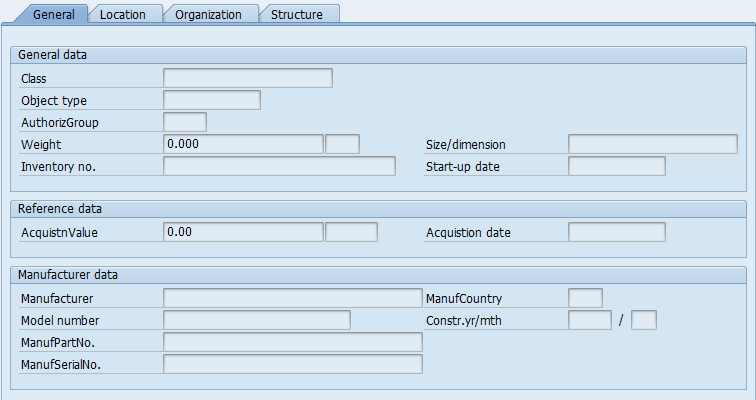 General Location Organization Structure
General data
Class
Object type
AuthorizGroup
Weight 0.000 Size/dimension
Inventory no. Start-up date
Reference data
AcquistnValue 0.00 Acquistion date
Manufacturer data
Manufacturer ManufCountry
Model number Constr.yr/mth /
ManufPartNo.
ManufSerialNo.